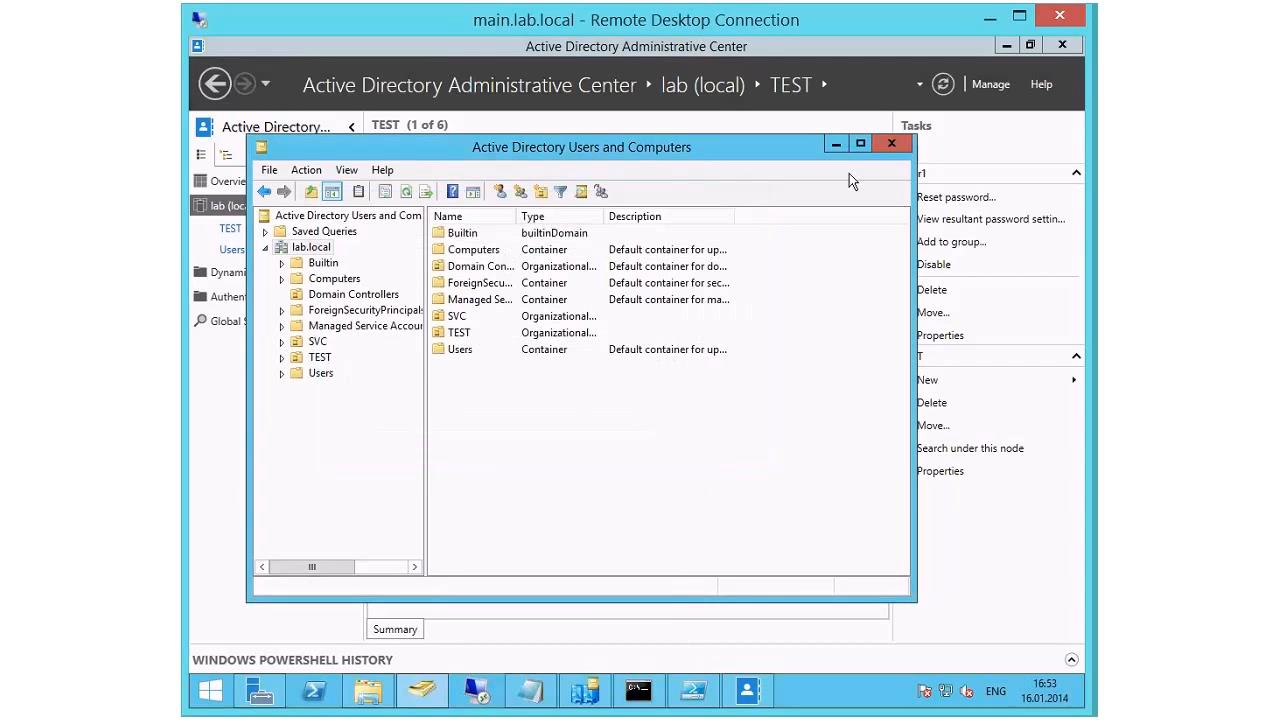 main.lab.local - Remote Desktop Connection
Active Directory Administrative Center
Active Directory Administrative Center lab (local) TEST
Manage Help
Active Directory...
TEST (1 of 6)
Tasks
Overvie
lab (loc
TEST
Users
Dynami
Authent
Global S
Active Directory Users and Computers
File Action View Help
Active Directory Users and Com
Saved Queries
lab.local
Builtin
Computers
Domain Controllers
ForeignSecurityPrincipals
Managed Service Accour
SVC
TEST
Users
Name Type Description
Builtin builtinDomain
Computers Container Default container for up...
Domain Con... Organizational... Default container for do...
ForeignSecu... Container Default container for sec...
Managed Se... Container Default container for ma...
SVC Organizational...
TEST Organizational...
Users Container Default container for up...
r1
Reset password...
View resultant password settin...
Add to group...
Disable
Delete
Move...
Properties
T
New
Delete
Move...
Search under this node
Properties
Summary
WINDOWS POWERSHELL HISTORY
ENG
16:53
16.01.2014